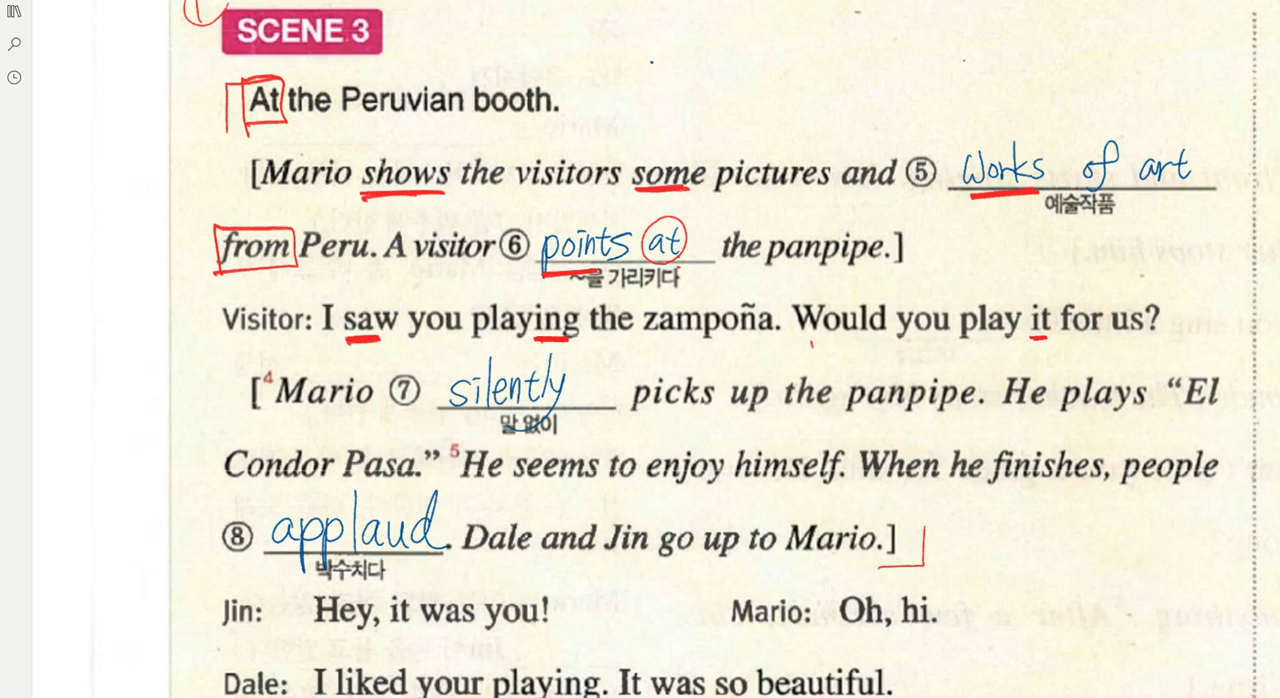 SCENE 3
At the Peruvian booth.
[Mario shows the visitors some pictures and ⑤ works of art
예술작품
from Peru. A visitor ⑥ points at the panpipe.]
~을 가리키다
Visitor: I saw you playing the zampoña. Would you play it for us?
[⁴Mario ⑦ silently picks up the panpipe. He plays “El
말 없이
Condor Pasa.” ⁵He seems to enjoy himself. When he finishes, people
⑧ applaud. Dale and Jin go up to Mario.]
박수치다
Jin: Hey, it was you! Mario: Oh, hi.
Dale: I liked your playing. It was so beautiful.